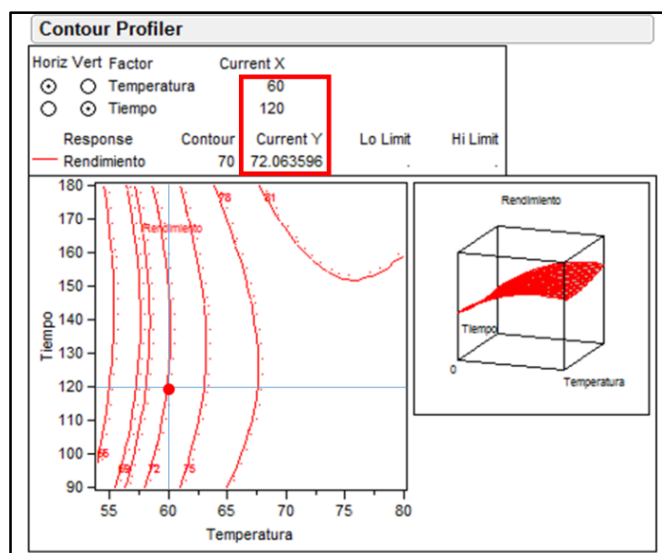 Contour Profiler
Horiz Vert Factor Current X
Temperatura 60
Tiempo 120
Response Contour Current Y Lo Limit Hi Limit
Rendimiento 70 72.063596 . .
180
170
160
150
140
130
120
110
100
90
Tiempo
78
81
Rendimiento
72
75
55 60 65 70 75 80
Temperatura
Rendimiento
Tiempo
0
Temperatura